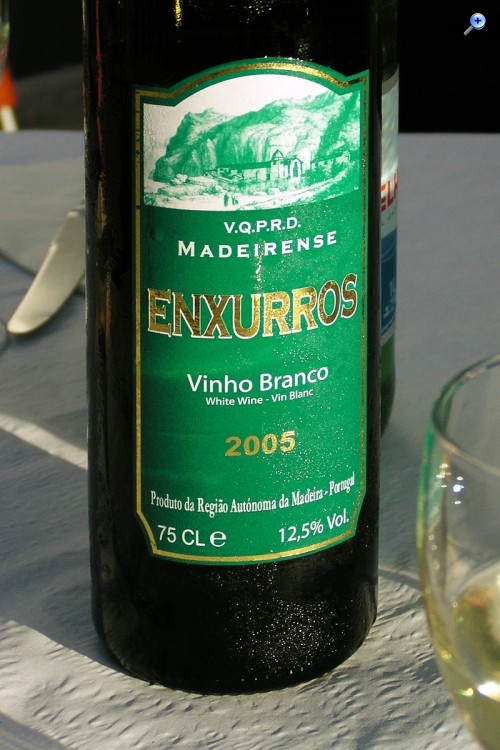 V.Q.P.R.D.
MADEIRENSE
ENXURROS
Vinho Branco
White Wine - Vin Blanc
2005
Produto da Região Autónoma da Madeira - Portugal
75 CL e 12,5% Vol.